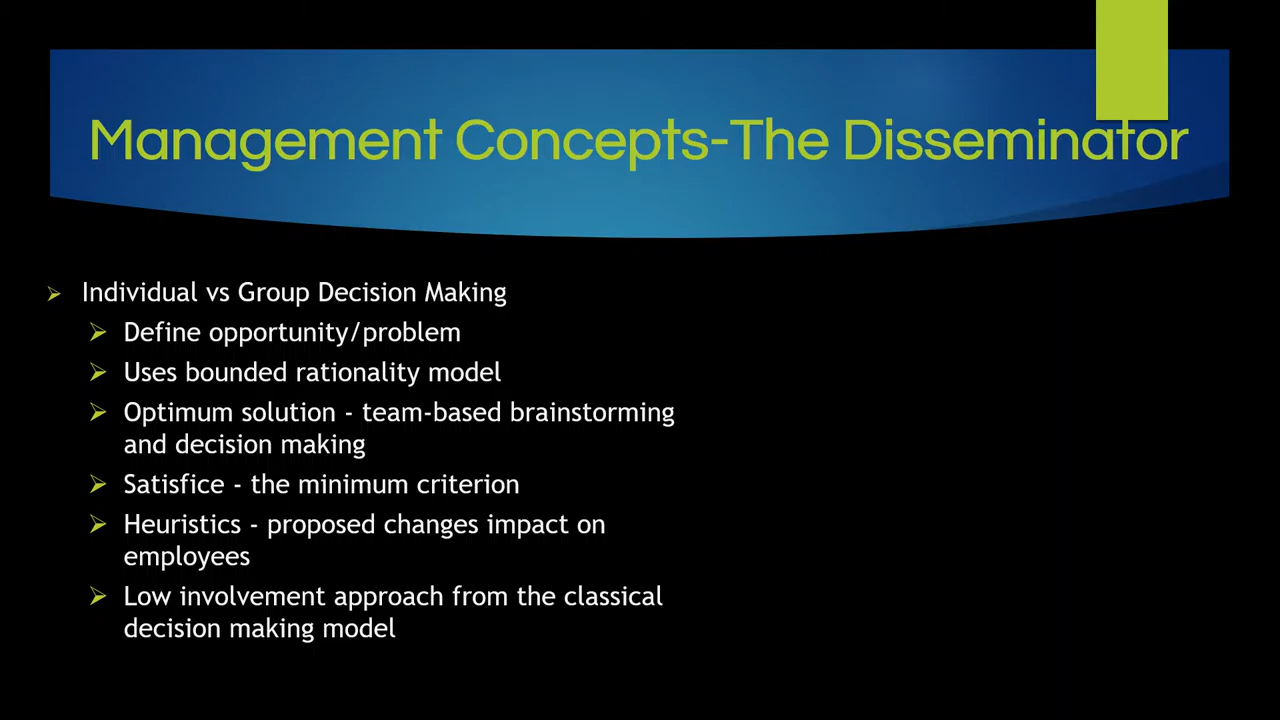 Management Concepts-The Disseminator
Individual vs Group Decision Making
Define opportunity/problem
Uses bounded rationality model
Optimum solution - team-based brainstorming
and decision making
Satisfice - the minimum criterion
Heuristics - proposed changes impact on
employees
Low involvement approach from the classical
decision making model